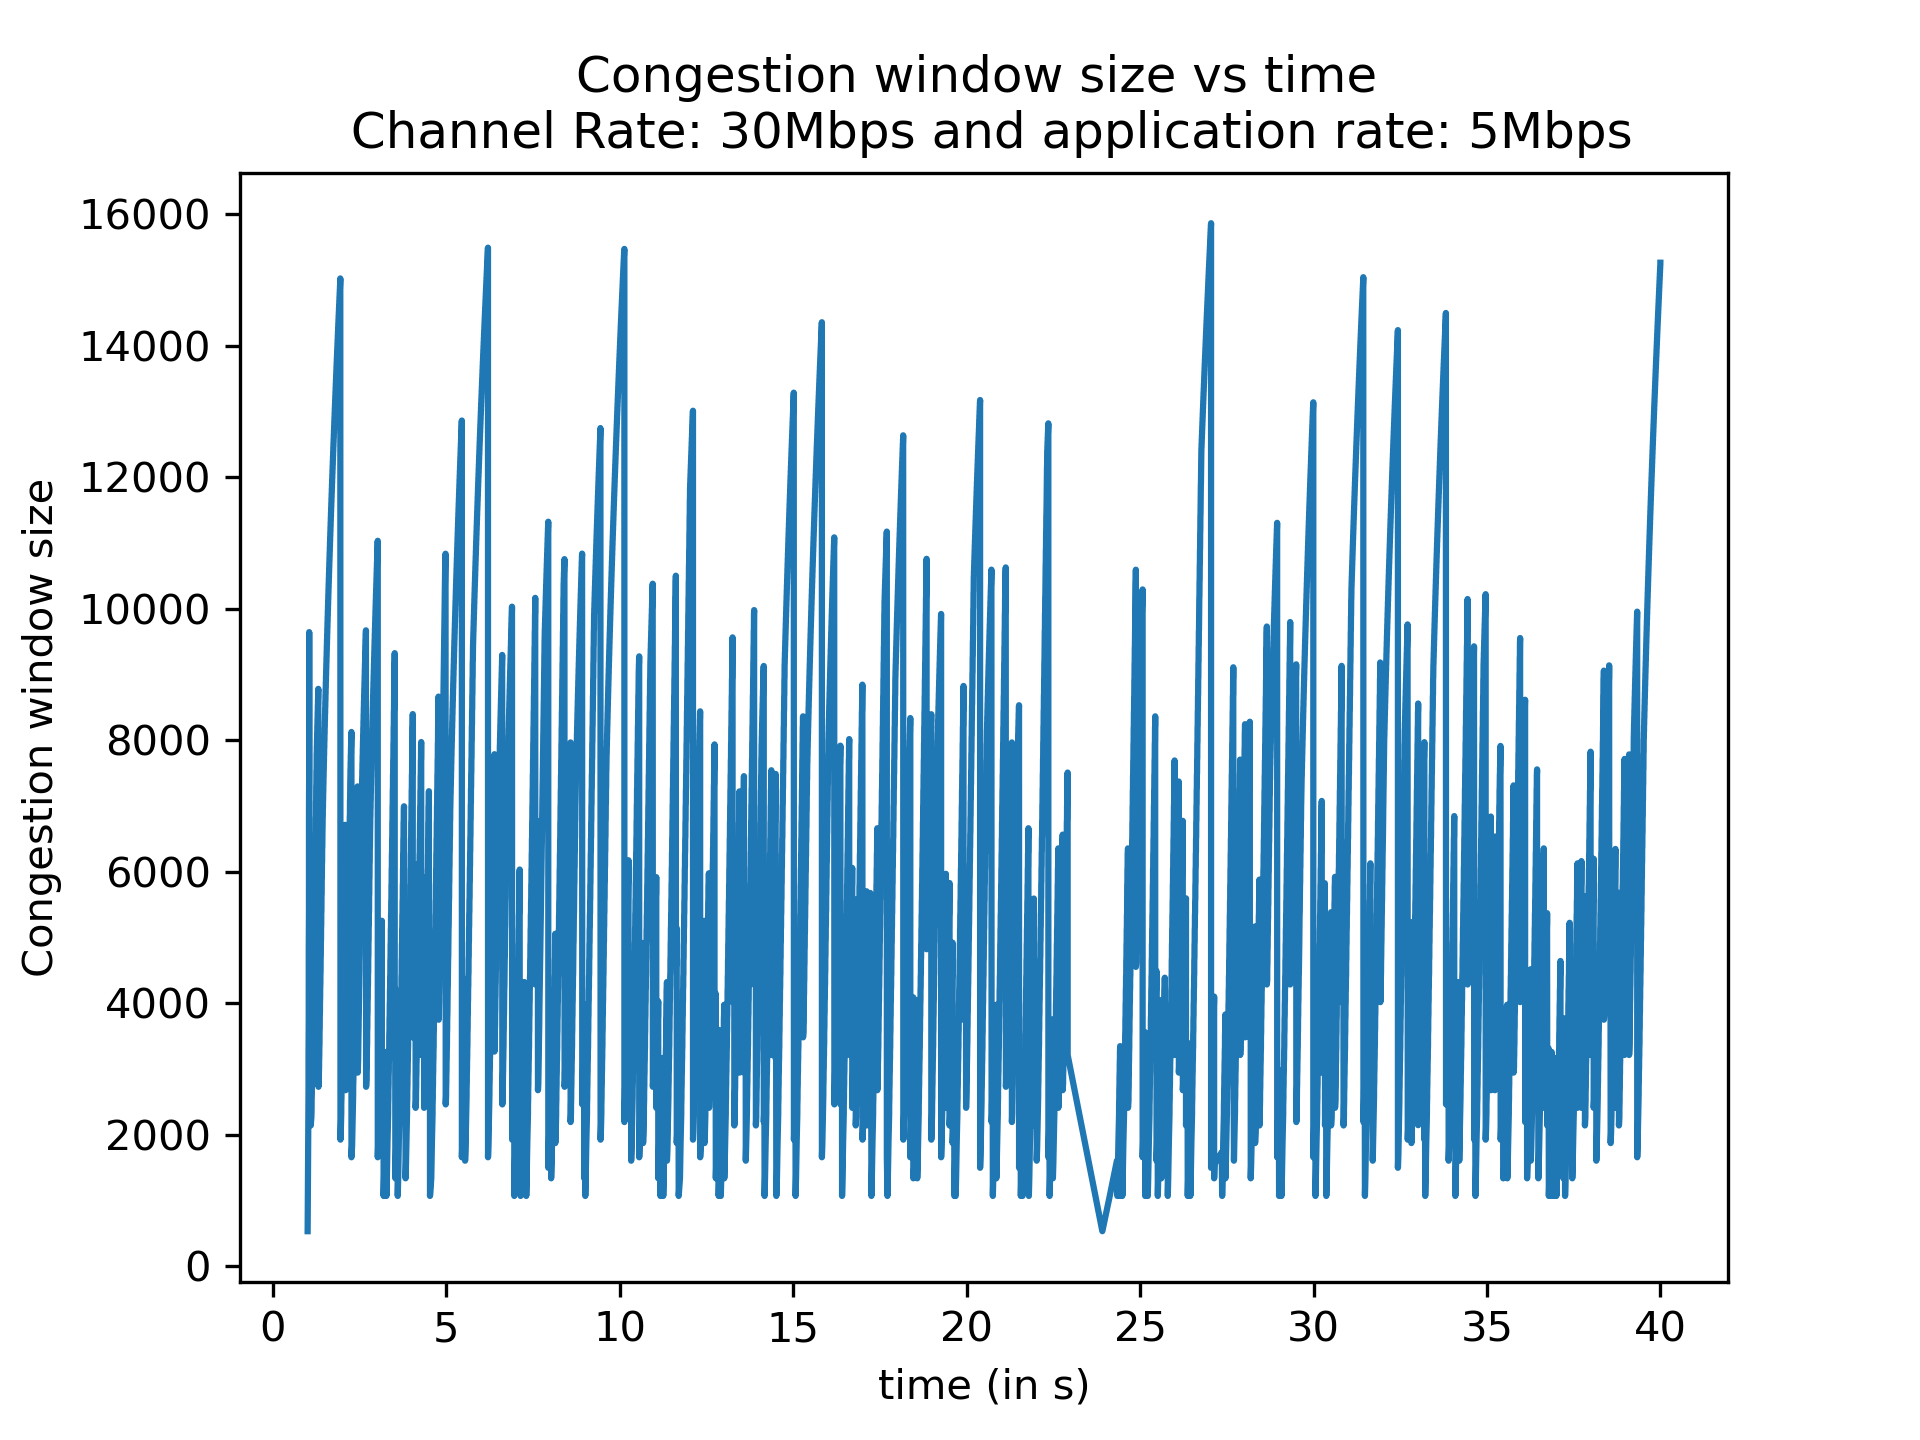 Congestion window size vs time
Channel Rate: 30Mbps and application rate: 5Mbps
Congestion window size
16000
14000
12000
10000
8000
6000
4000
2000
0
0 5 10 15 20 25 30 35 40
time (in s)